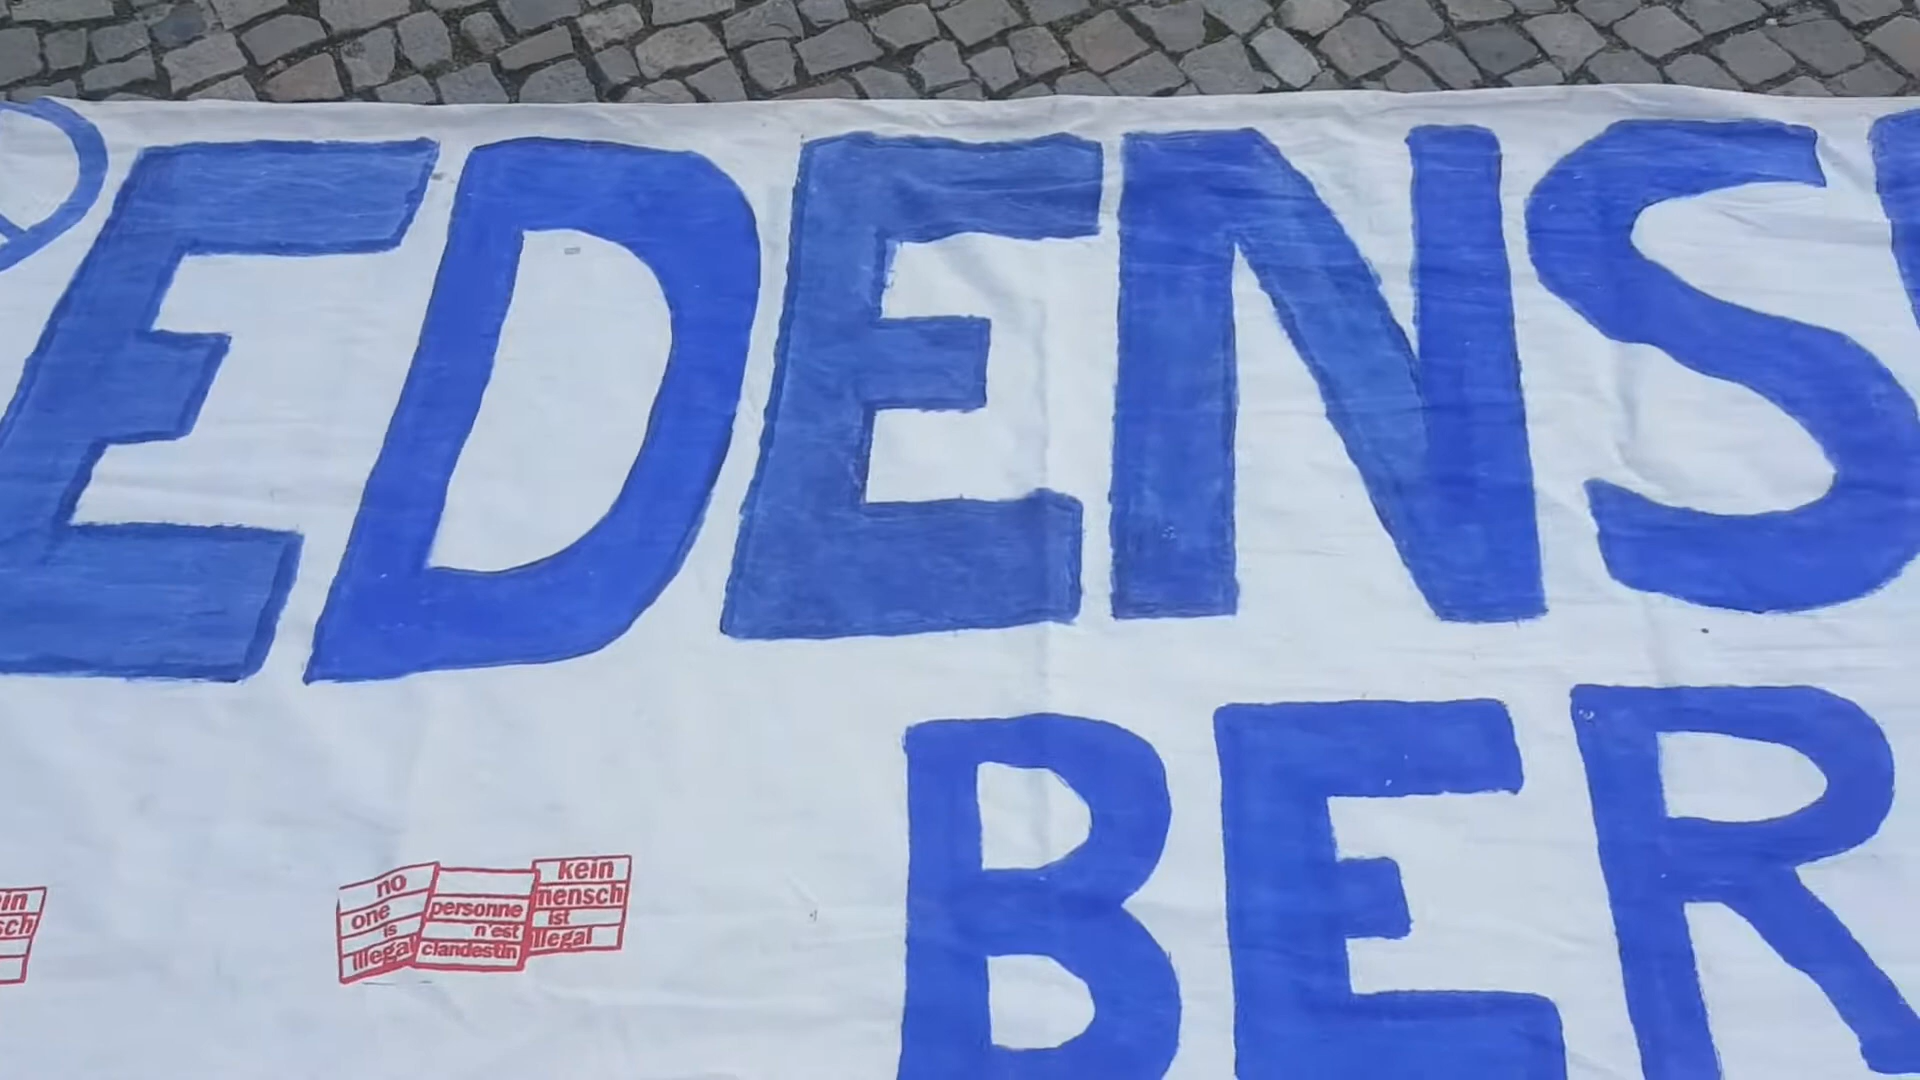 EDENS
BER
no
one
is
illegal
personne
n'est
clandestin
kein
mensch
ist
illegal